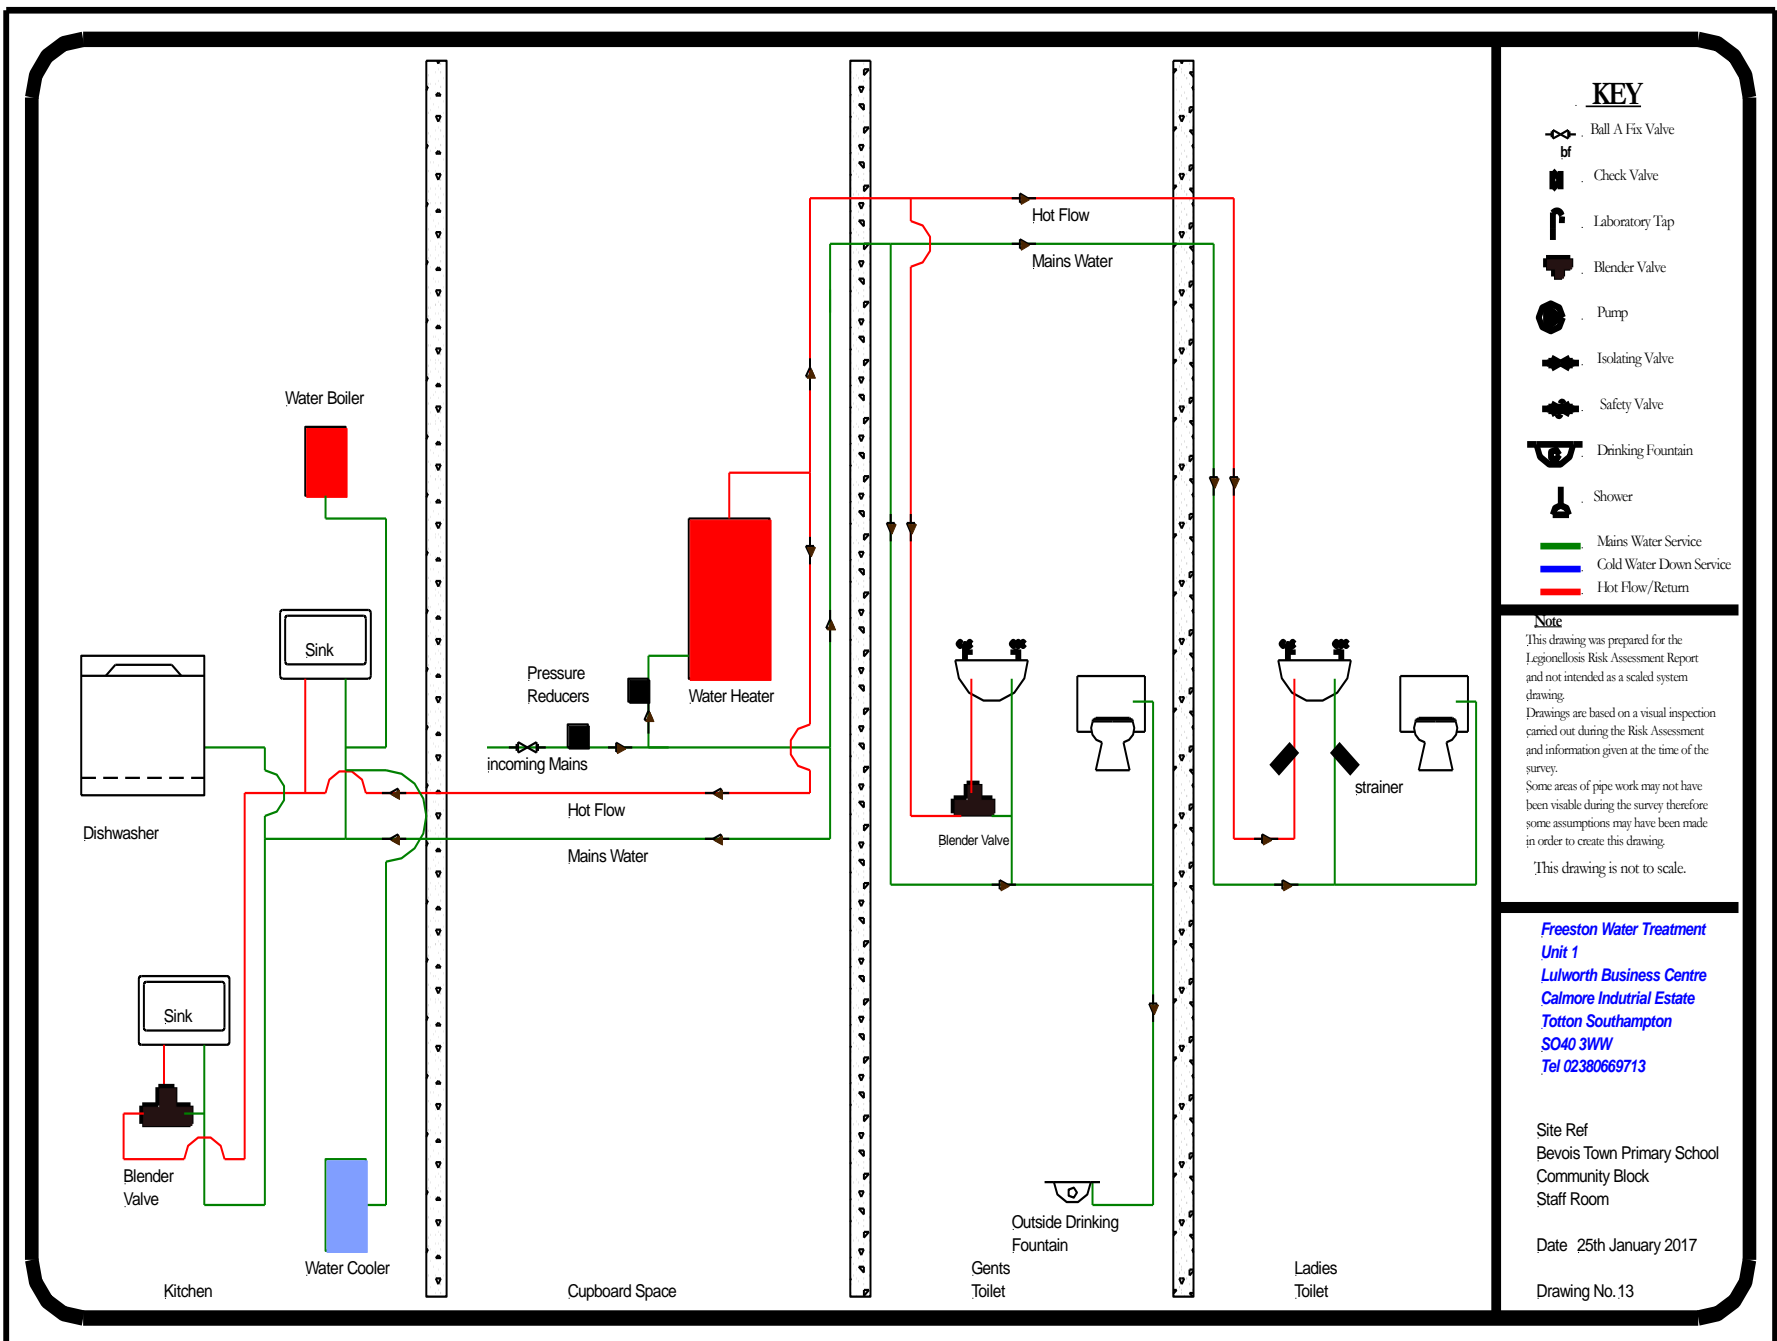 Water Boiler
Sink
Dishwasher
Sink
Blender
Valve
Water Cooler
Kitchen
Pressure
Reducers
Water Heater
incoming Mains
Hot Flow
Mains Water
Cupboard Space
Hot Flow
Mains Water
Blender Valve
Outside Drinking
Fountain
Gents
Toilet
strainer
Ladies
Toilet
KEY
Ball A Fix Valve
bf
Check Valve
Laboratory Tap
Blender Valve
Pump
Isolating Valve
Safety Valve
Drinking Fountain
Shower
Mains Water Service
Cold Water Down Service
Hot Flow/Return
Note
This drawing was prepared for the
Legionellosis Risk Assessment Report
and not intended as a scaled system
drawing.
Drawings are based on a visual inspection
carried out during the Risk Assessment
and information given at the time of the
survey.
Some areas of pipe work may not have
been visable during the survey therefore
some assumptions may have been made
in order to create this drawing.
This drawing is not to scale.
Freeston Water Treatment
Unit 1
Lulworth Business Centre
Calmore Indutrial Estate
Totton Southampton
SO40 3WW
Tel 02380669713
Site Ref
Bevois Town Primary School
Community Block
Staff Room
Date 25th January 2017
Drawing No.13